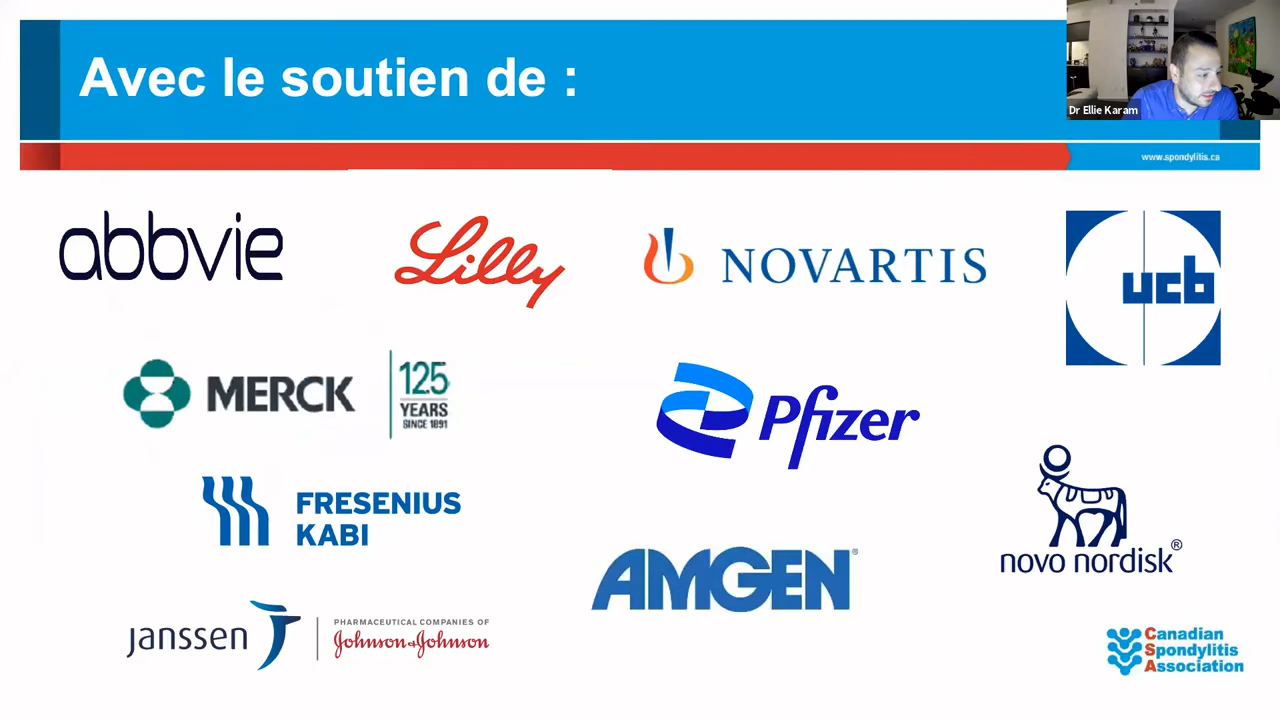 Avec le soutien de :
Dr Ellie Karam
www.spondylitis.ca
abbvie
Lilly
NOVARTIS
ucb
MERCK
125
YEARS
SINCE 1891
Pfizer
FRESENIUS
KABI
novo nordisk®
AMGEN®
janssen
PHARMACEUTICAL COMPANIES OF
Johnson & Johnson
Canadian
Spondylitis
Association